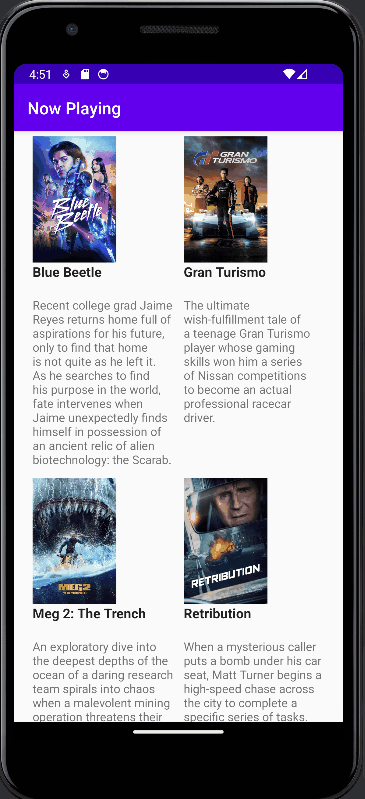 4:51
Now Playing
Blue
Beetle
Blue Beetle
Recent college grad Jaime
Reyes returns home full of
aspirations for his future,
only to find that home
is not quite as he left it.
As he searches to find
his purpose in the world,
fate intervenes when
Jaime unexpectedly finds
himself in possession of
an ancient relic of alien
biotechnology: the Scarab.
GRAN
TURISMO
Gran Turismo
The ultimate
wish-fulfillment tale of
a teenage Gran Turismo
player whose gaming
skills won him a series
of Nissan competitions
to become an actual
professional racecar
driver.
MEG2
Meg 2: The Trench
An exploratory dive into
the deepest depths of the
ocean of a daring research
team spirals into chaos
when a malevolent mining
operation threatens their
RETRIBUTION
Retribution
When a mysterious caller
puts a bomb under his car
seat, Matt Turner begins a
high-speed chase across
the city to complete a
specific series of tasks.